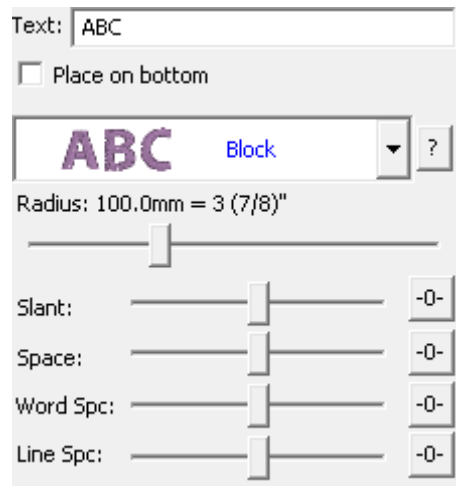 Text: ABC
Place on bottom
ABC Block ?
Radius: 100.0mm = 3 (7/8)"
Slant: -0-
Space: -0-
Word Spc: -0-
Line Spc: -0-